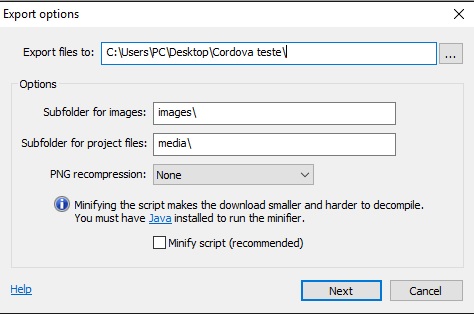 Export options
Export files to: C:\Users\PC\Desktop\Cordova teste\ ...
Options
Subfolder for images: images\
Subfolder for project files: media\
PNG recompression: None
Minifying the script makes the download smaller and harder to decompile.
You must have Java installed to run the minifier.
Minify script (recommended)
Help Next Cancel